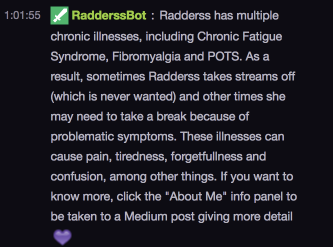 1:01:55 RadderssBot : Radderss has multiple
chronic illnesses, including Chronic Fatigue
Syndrome, Fibromyalgia and POTS. As a
result, sometimes Radderss takes streams off
(which is never wanted) and other times she
may need to take a break because of
problematic symptoms. These illnesses can
cause pain, tiredness, forgetfullness and
confusion, among other things. If you want to
know more, click the "About Me" info panel to
be taken to a Medium post giving more detail